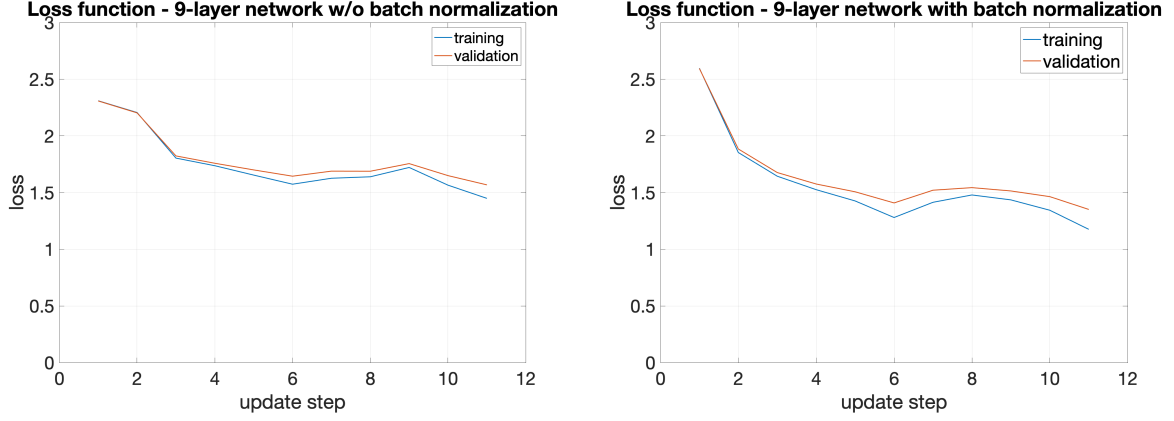 Loss function - 9-layer network w/o batch normalization
3
2.5
2
1.5
1
0.5
0
loss
training
validation
0 2 4 6 8 10 12
update step
Loss function - 9-layer network with batch normalization
3
2.5
2
1.5
1
0.5
0
loss
training
validation
0 2 4 6 8 10 12
update step